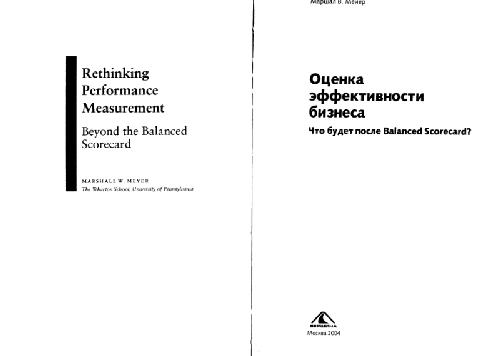 Rethinking
Performance
Measurement
Beyond the Balanced
Scorecard
MARSHALL W. MEYER
The Wharton School, University of Pennsylvania
Маршал В. Мейер
Оценка
эффективности
бизнеса
Что будет после Balanced Scorecard?
Москва 2004